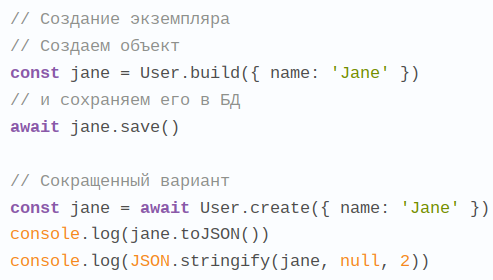 // Создание экземпляра
// Создаем объект
const jane = User.build({ name: 'Jane' })
// и сохраняем его в БД
await jane.save()

// Сокращенный вариант
const jane = await User.create({ name: 'Jane' })
console.log(jane.toJSON())
console.log(JSON.stringify(jane, null, 2))